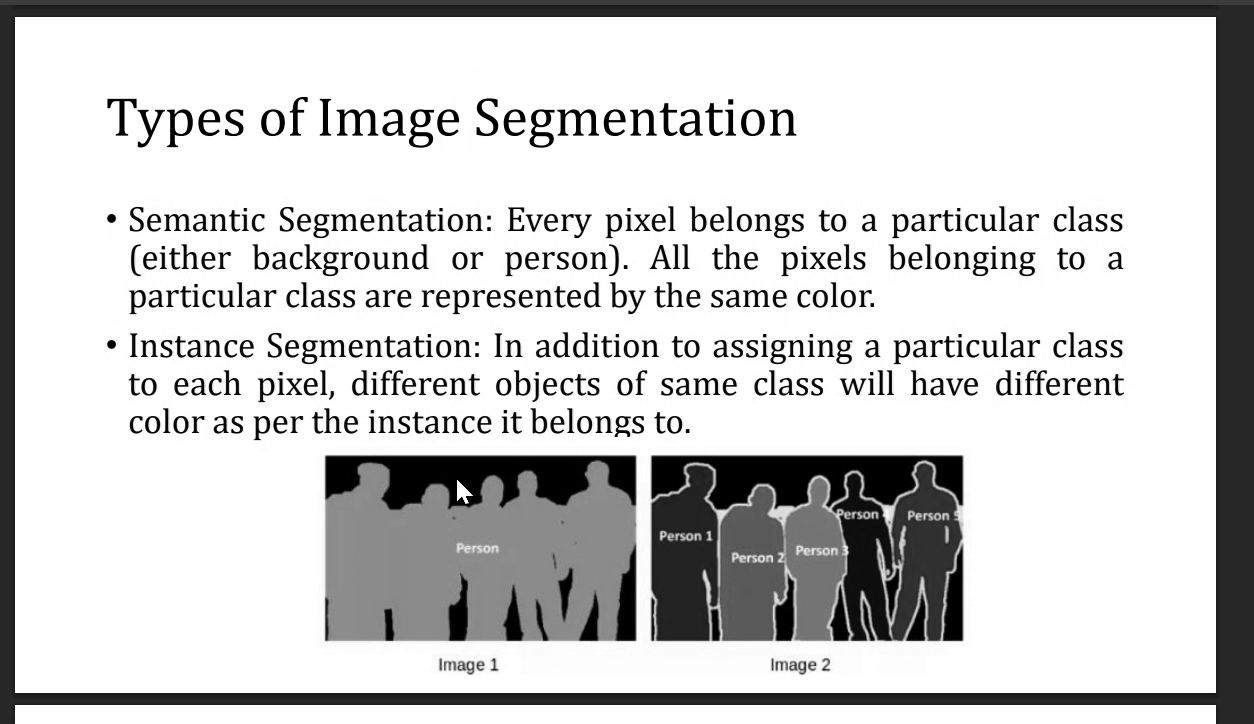 Types of Image Segmentation
• Semantic Segmentation: Every pixel belongs to a particular class
(either background or person). All the pixels belonging to a
particular class are represented by the same color.
• Instance Segmentation: In addition to assigning a particular class
to each pixel, different objects of same class will have different
color as per the instance it belongs to.
Person
Person 1
Person 2
Person 3
Person 4
Person 5
Image 1
Image 2